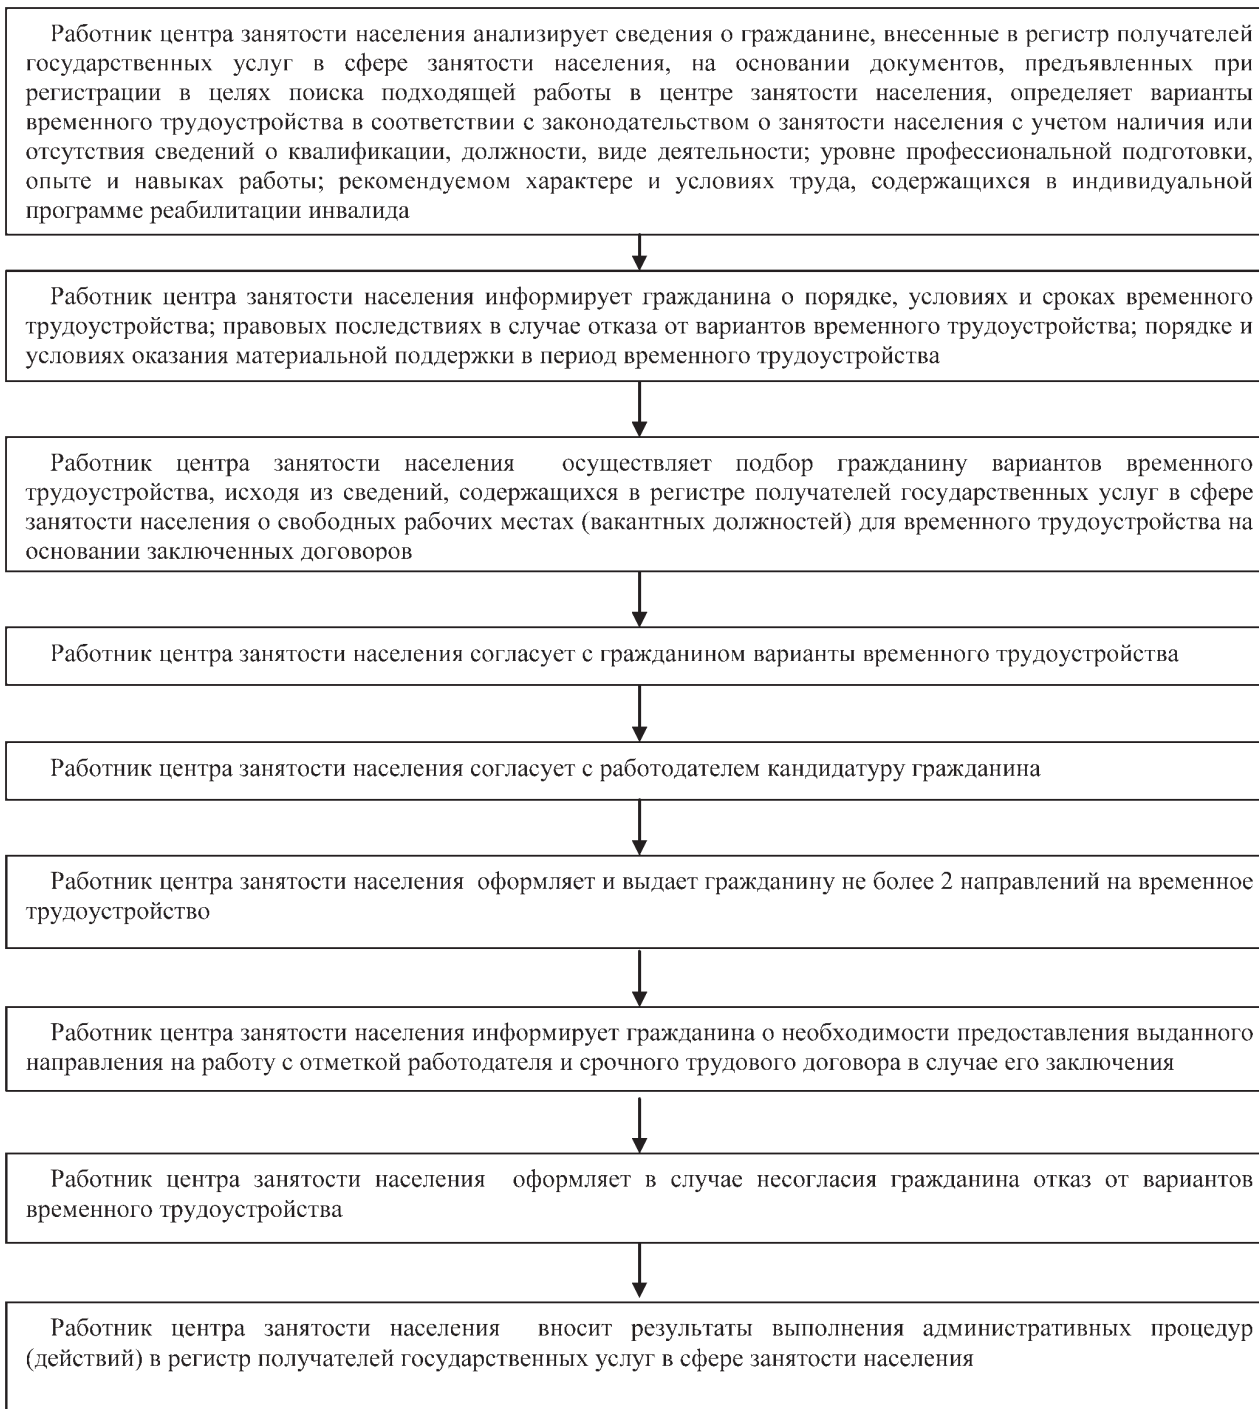 Работник центра занятости населения анализирует сведения о гражданине, внесенные в регистр получателей
государственных услуг в сфере занятости населения, на основании документов, предъявленных при
регистрации в целях поиска подходящей работы в центре занятости населения, определяет варианты
временного трудоустройства в соответствии с законодательством о занятости населения с учетом наличия или
отсутствия сведений о квалификации, должности, виде деятельности; уровне профессиональной подготовки,
опыте и навыках работы; рекомендуемом характере и условиях труда, содержащихся в индивидуальной
программе реабилитации инвалида
Работник центра занятости населения информирует гражданина о порядке, условиях и сроках временного
трудоустройства; правовых последствиях в случае отказа от вариантов временного трудоустройства; порядке и
условиях оказания материальной поддержки в период временного трудоустройства
Работник центра занятости населения осуществляет подбор гражданину вариантов временного
трудоустройства, исходя из сведений, содержащихся в регистре получателей государственных услуг в сфере
занятости населения о свободных рабочих местах (вакантных должностей) для временного трудоустройства на
основании заключенных договоров
Работник центра занятости населения согласует с гражданином варианты временного трудоустройства
Работник центра занятости населения согласует с работодателем кандидатуру гражданина
Работник центра занятости населения оформляет и выдает гражданину не более 2 направлений на временное
трудоустройство
Работник центра занятости населения информирует гражданина о необходимости предоставления выданного
направления на работу с отметкой работодателя и срочного трудового договора в случае его заключения
Работник центра занятости населения оформляет в случае несогласия гражданина отказ от вариантов
временного трудоустройства
Работник центра занятости населения вносит результаты выполнения административных процедур
(действий) в регистр получателей государственных услуг в сфере занятости населения